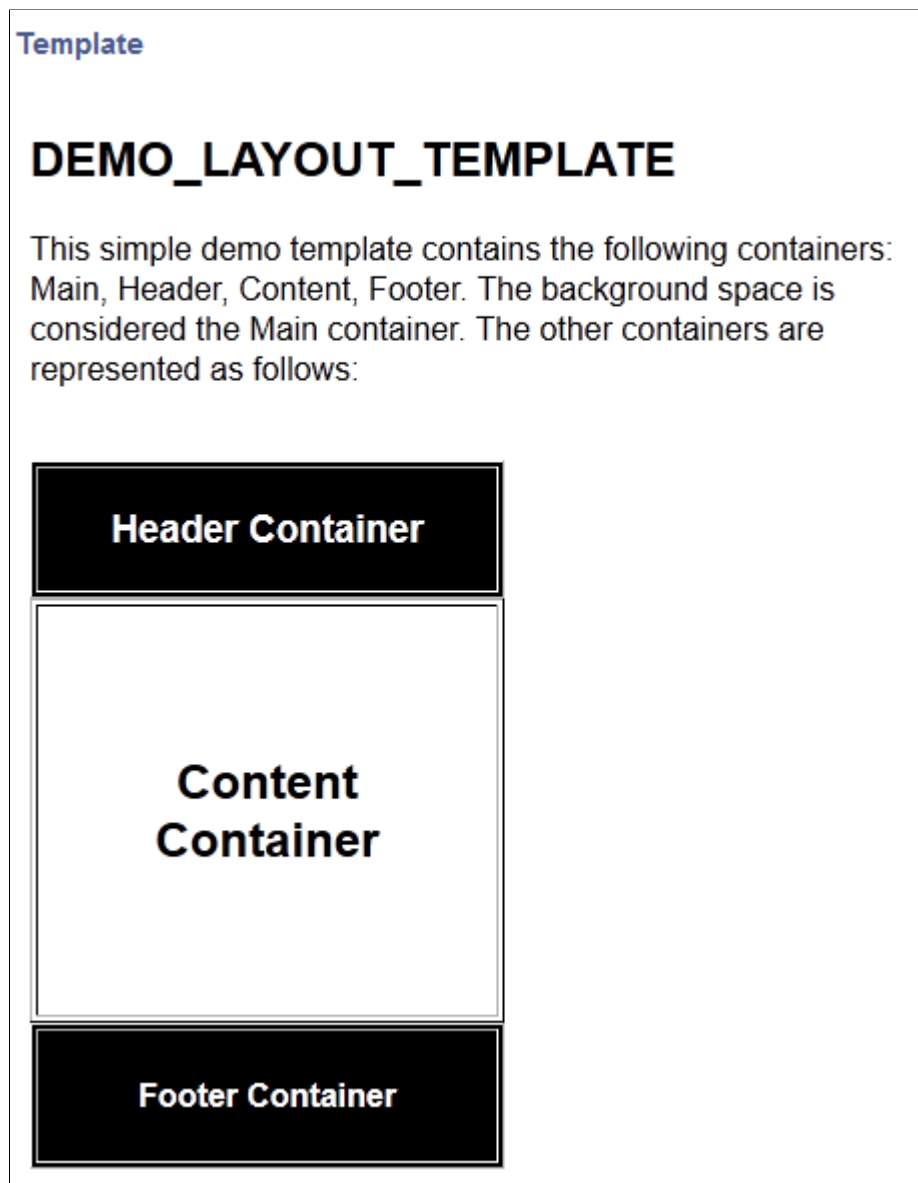 Template
DEMO_LAYOUT_TEMPLATE
This simple demo template contains the following containers:
Main, Header, Content, Footer. The background space is
considered the Main container. The other containers are
represented as follows:
Header Container
Content
Container
Footer Container